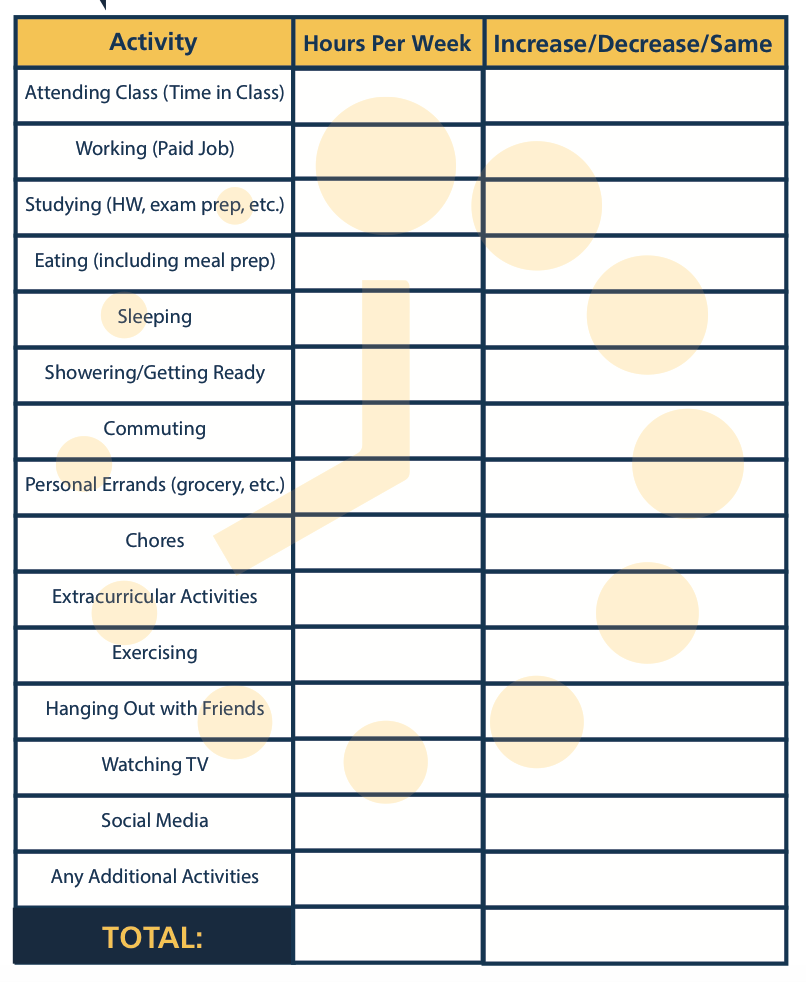 Activity
Hours Per Week
Increase/Decrease/Same
Attending Class (Time in Class)
Working (Paid Job)
Studying (HW, exam prep, etc.)
Eating (including meal prep)
Sleeping
Showering/Getting Ready
Commuting
Personal Errands (grocery, etc.)
Chores
Extracurricular Activities
Exercising
Hanging Out with Friends
Watching TV
Social Media
Any Additional Activities
TOTAL: